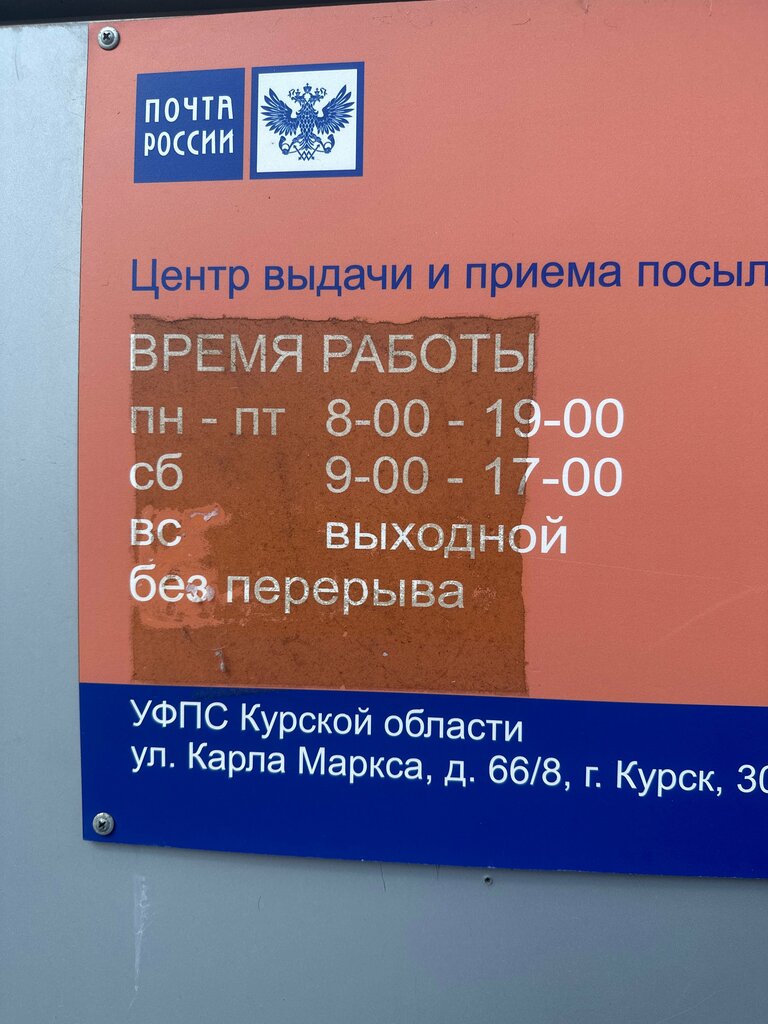 ПОЧТА
РОССИИ
Центр выдачи и приема посыл
ВРЕМЯ РАБОТЫ
пн - пт 8-00 - 19-00
сб 9-00 - 17-00
вс выходной
без перерыва
УФПС Курской области
ул. Карла Маркса, д. 66/8, г. Курск, 30